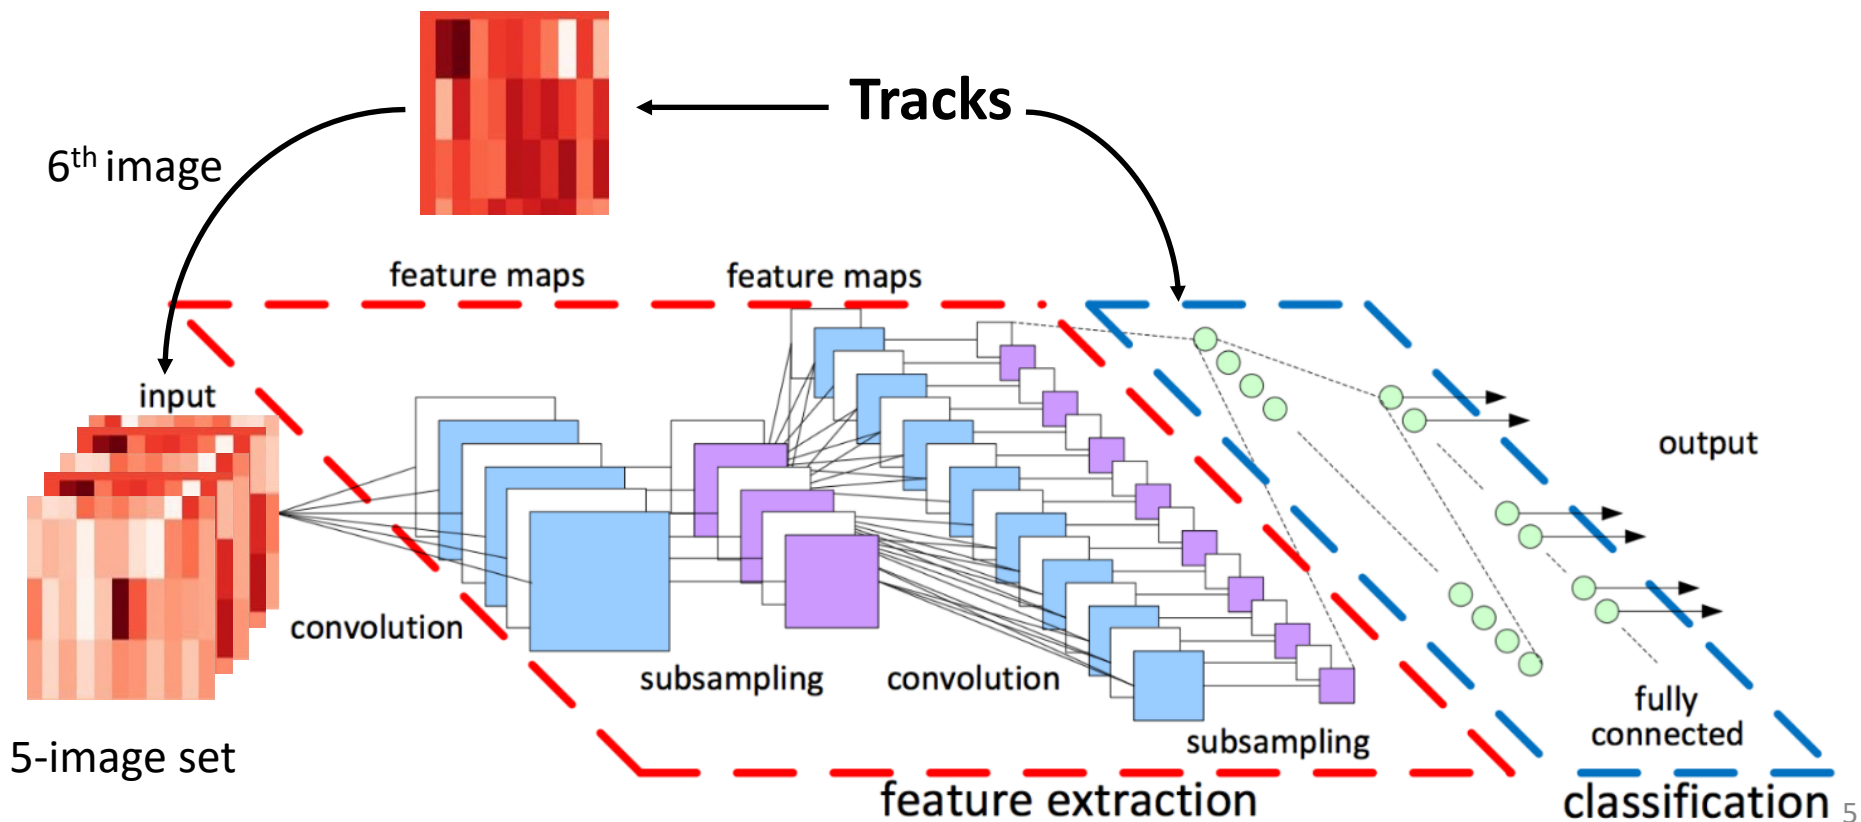 Tracks
6th image
feature maps
feature maps
input
output
convolution
subsampling
convolution
fully
connected
subsampling
5-image set
feature extraction
classification
5